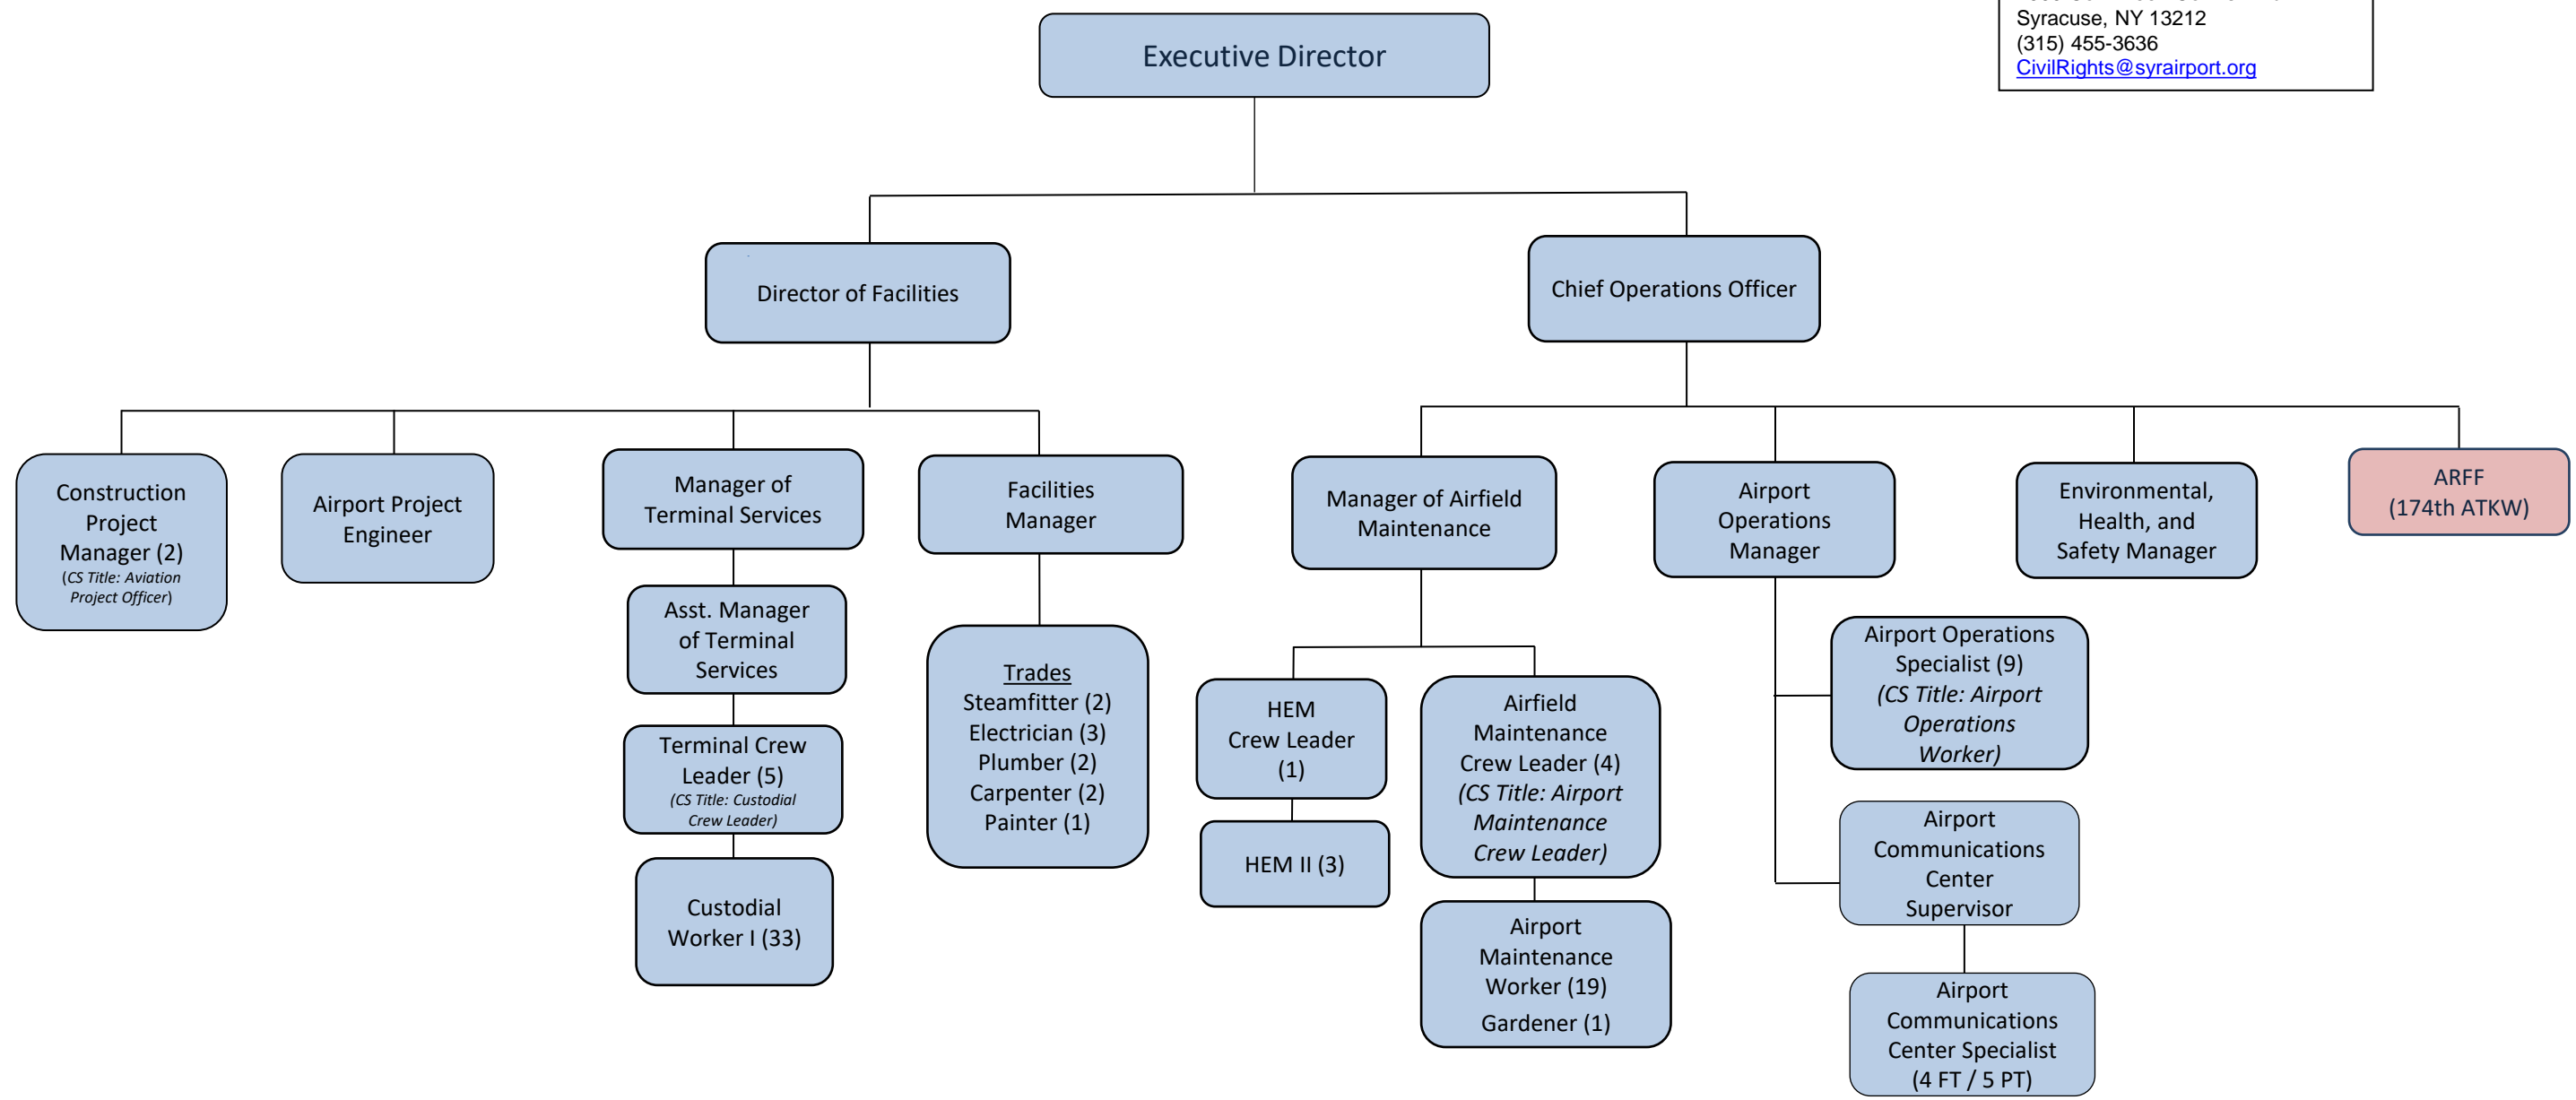 Syracuse, NY 13212
(315) 455-3636
CivilRights@syrairport.org
Executive Director
Director of Facilities
Chief Operations Officer
Construction
Project
Manager (2)
(CS Title: Aviation
Project Officer)
Airport Project
Engineer
Manager of
Terminal Services
Facilities
Manager
Manager of Airfield
Maintenance
Airport
Operations
Manager
Environmental,
Health, and
Safety Manager
ARFF
(174th ATKW)
Asst. Manager
of Terminal
Services
Terminal Crew
Leader (5)
(CS Title: Custodial
Crew Leader)
Custodial
Worker I (33)
Trades
Steamfitter (2)
Electrician (3)
Plumber (2)
Carpenter (2)
Painter (1)
HEM
Crew Leader
(1)
HEM II (3)
Airfield
Maintenance
Crew Leader (4)
(CS Title: Airport
Maintenance
Crew Leader)
Airport
Maintenance
Worker (19)
Gardener (1)
Airport Operations
Specialist (9)
(CS Title: Airport
Operations
Worker)
Airport
Communications
Center
Supervisor
Airport
Communications
Center Specialist
(4 FT / 5 PT)